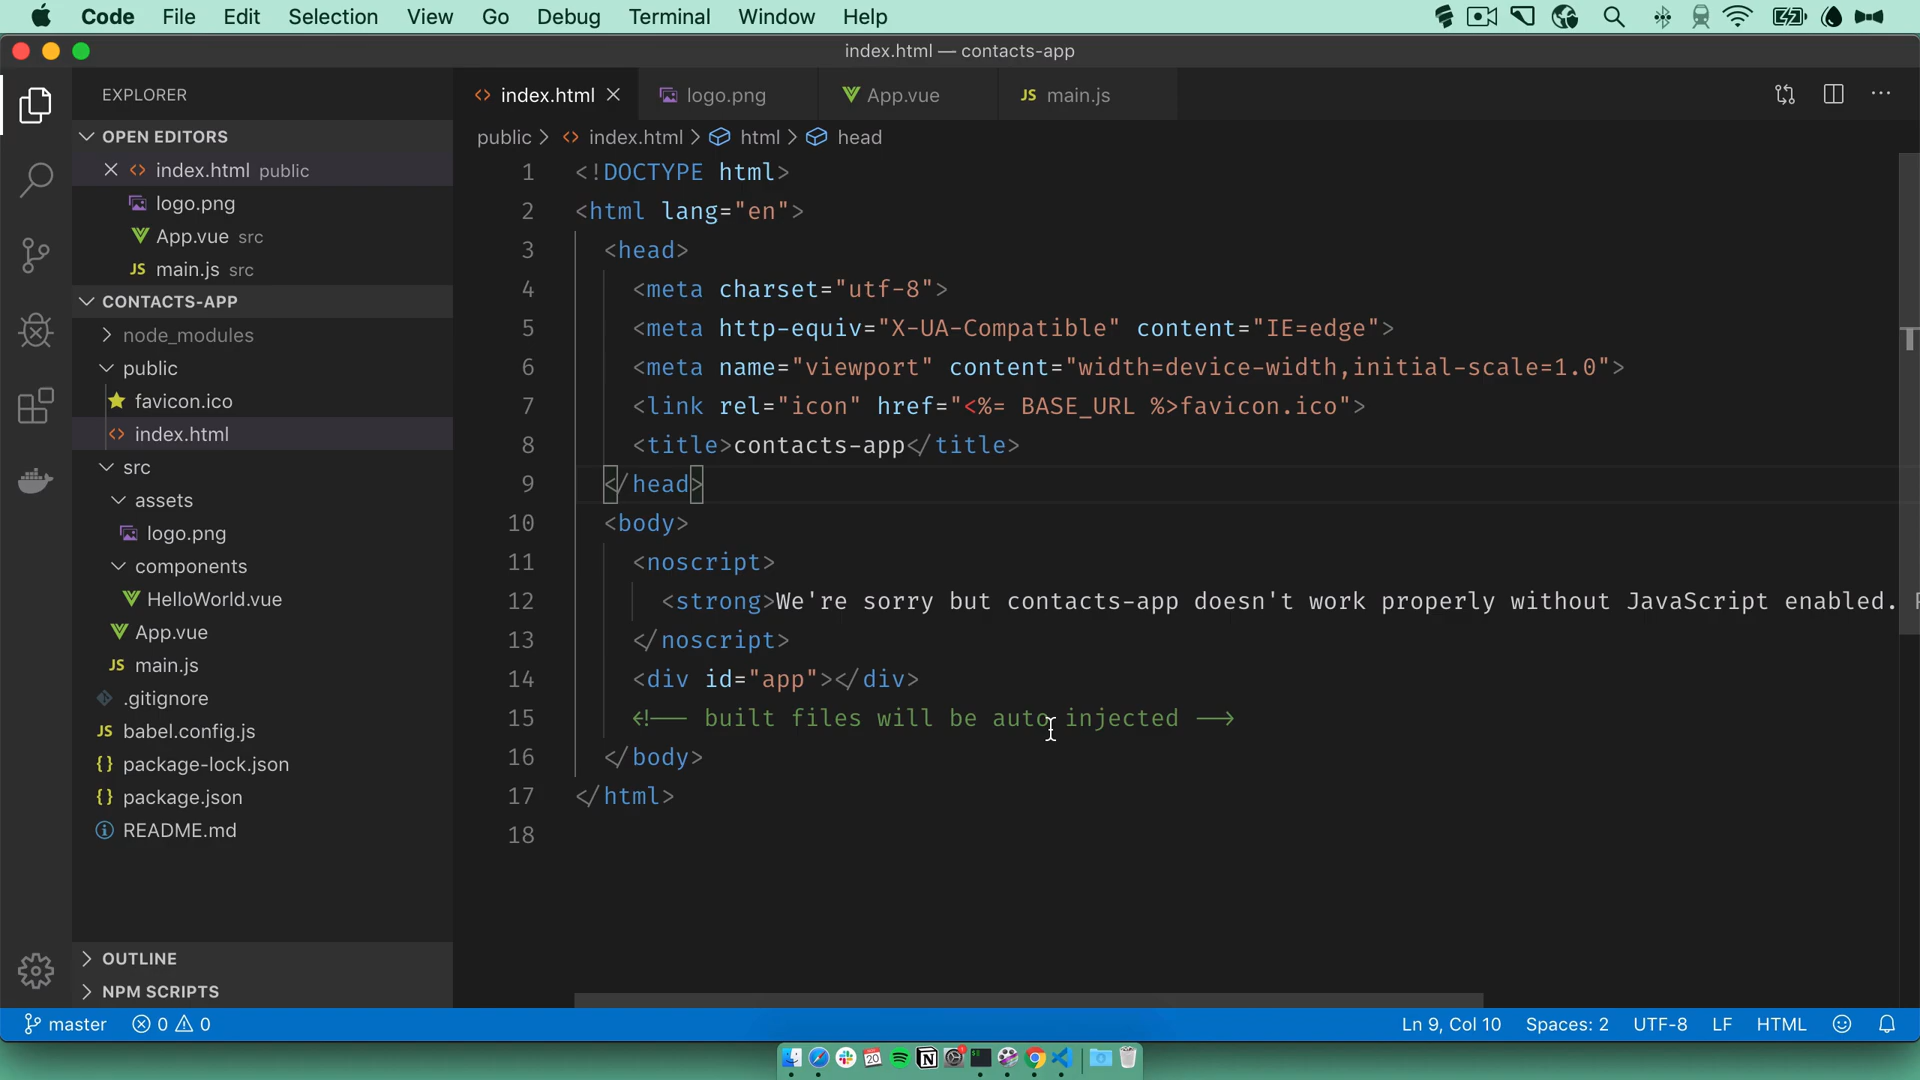 Code File Edit Selection View Go Debug Terminal Window Help
index.html — contacts-app
EXPLORER
OPEN EDITORS
index.html public
logo.png
App.vue src
JS main.js src
CONTACTS-APP
node_modules
public
favicon.ico
<> index.html
src
assets
logo.png
components
HelloWorld.vue
App.vue
JS main.js
.gitignore
JS babel.config.js
{} package-lock.json
{} package.json
README.md
OUTLINE
NPM SCRIPTS
<> index.html logo.png App.vue JS main.js
public > <> index.html > html > head
1 <!DOCTYPE html>
2 <html lang="en">
3 <head>
4 <meta charset="utf-8">
5 <meta http-equiv="X-UA-Compatible" content="IE=edge">
6 <meta name="viewport" content="width=device-width,initial-scale=1.0">
7 <link rel="icon" href="<%= BASE_URL %>favicon.ico">
8 <title>contacts-app</title>
9 </head>
10 <body>
11 <noscript>
12 <strong>We're sorry but contacts-app doesn't work properly without JavaScript enabled.
13 </noscript>
14 <div id="app"></div>
15 <!-- built files will be auto injected -->
16 </body>
17 </html>
18
master 0 0 Ln 9, Col 10 Spaces: 2 UTF-8 LF HTML
20